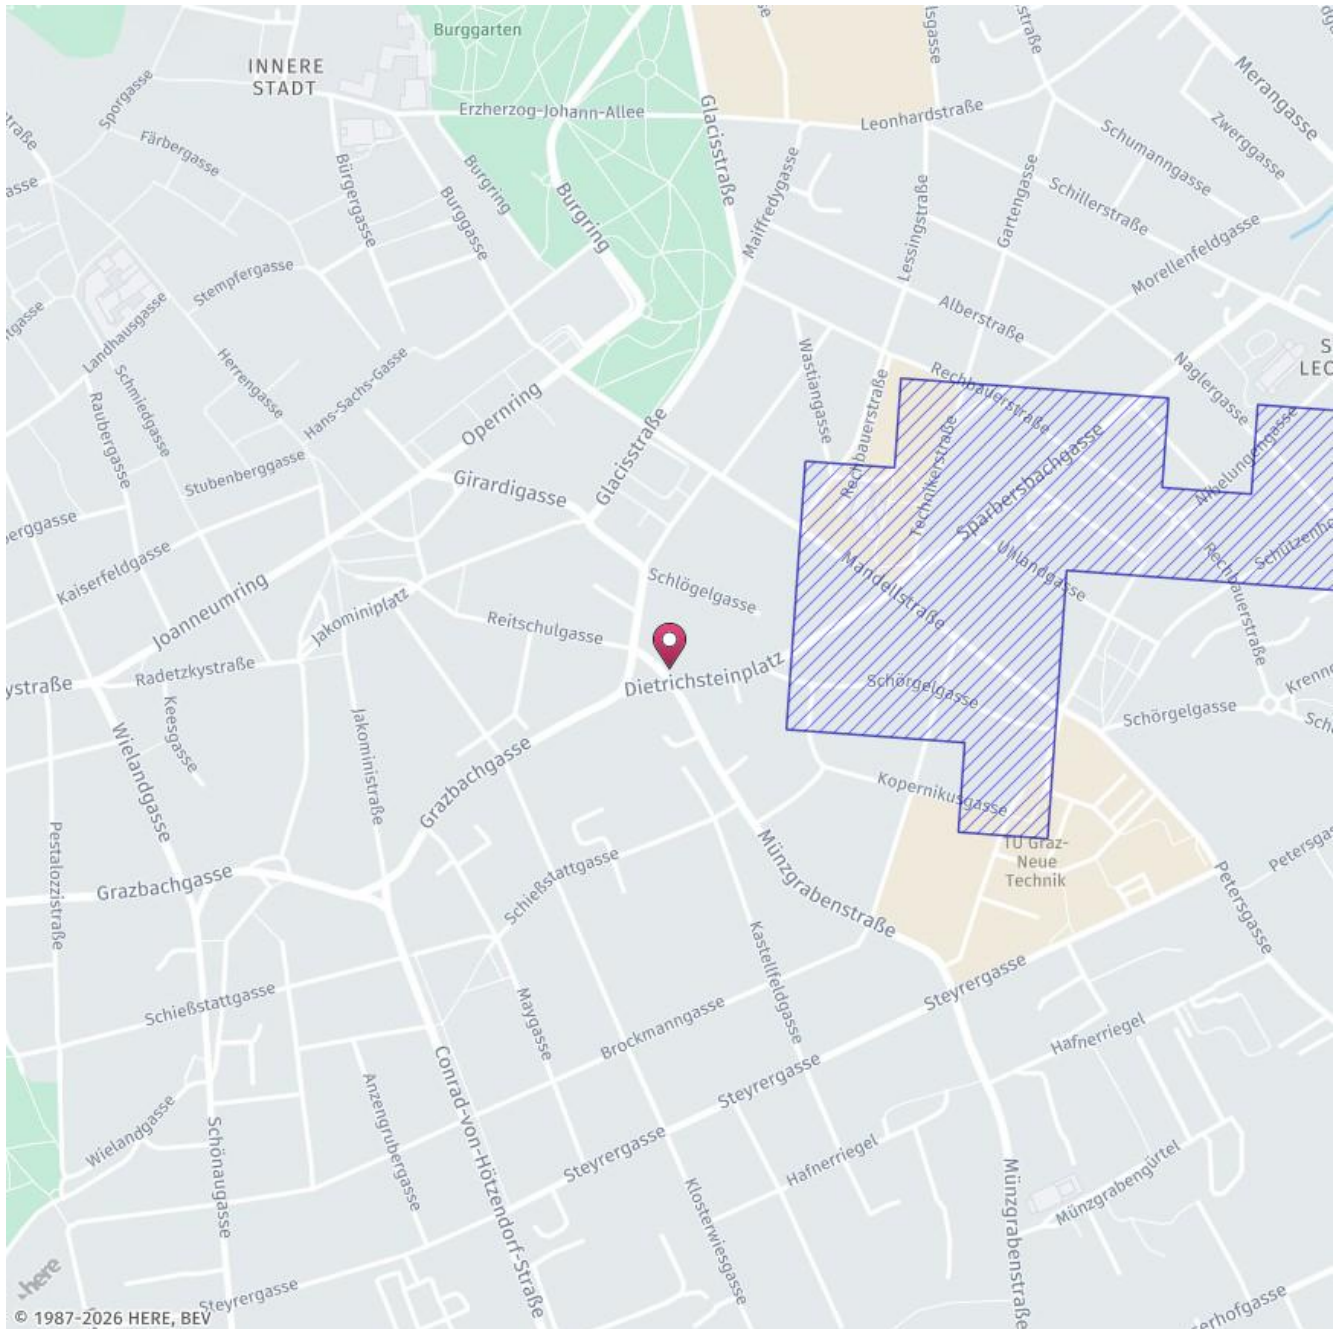 Burggarten
INNERE
STADT
Erzherzog-Johann-Allee
Leonhardstraße
Merangasse
Zwerggasse
Schumanngasse
Schillerstraße
Sporgasse
Färbergasse
Bürgergasse
Burggasse
Burgring
Burgring
Glacisstraße
Maiffredygasse
Lessingstraße
Gartengasse
Morellenfeldgasse
Stempfergasse
Landhausgasse
Herrengasse
Hans-Sachs-Gasse
Schmiedgasse
Raubergasse
Opernring
Alberstraße
Wastiangasse
Naglergasse
Rechbauerstraße
Rechbauerstraße
Technikerstraße
Sparbersbachgasse
Nibelungengasse
Stubenberggasse
Girardigasse
Glacisstraße
Kaiserfeldgasse
Joanneumring
Jakominiplatz
Schlögelgasse
Reitschulgasse
Mandellstraße
Uhlandgasse
Rechbauerstraße
Radetzkystraße
Dietrichsteinplatz
Schörgelgasse
Schörgelgasse
Keesgasse
Wielandgasse
Jakoministraße
Grazbachgasse
Kopernikusgasse
TU Graz-
Neue
Technik
Pestalozzistraße
Grazbachgasse
Schießstattgasse
Münzgrabenstraße
Petersgasse
Kastellfeldgasse
Steyrergasse
Schießstattgasse
Maygasse
Brockmanngasse
Hafnerriegel
Conrad-von-Hötzendorf-Straße
Anzengrubergasse
Steyrergasse
Wielandgasse
Schönaugasse
Steyrergasse
Hafnerriegel
Klosterwiesgasse
Münzgrabenstraße
Münzgrabengürtel
Steyrergasse
here
© 1987-2026 HERE, BEV